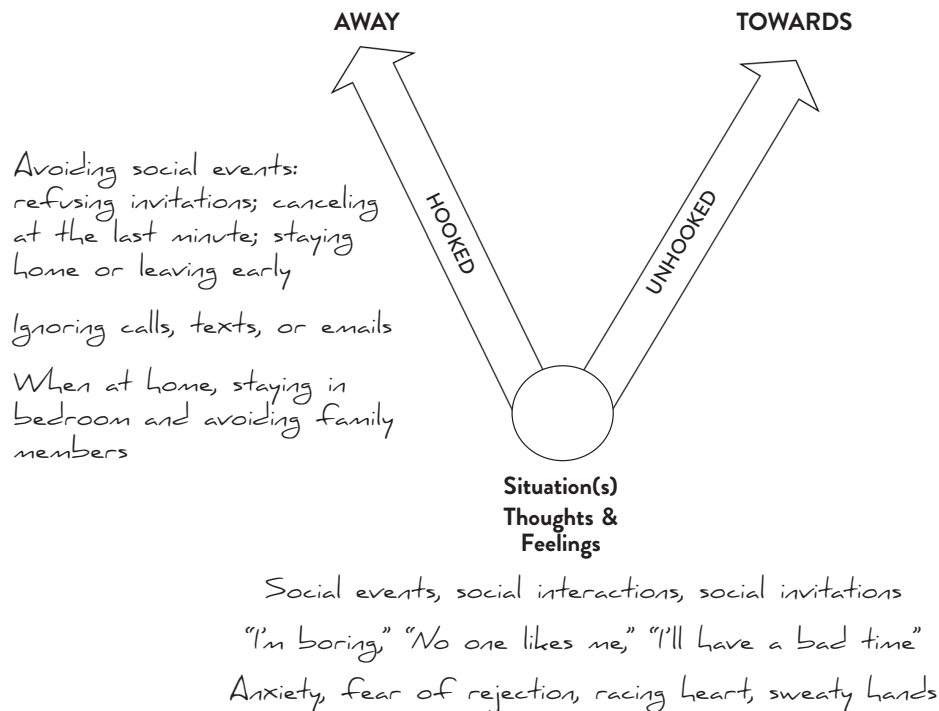 AWAY
TOWARDS
HOOKED
UNHOOKED
Avoiding social events:
refusing invitations; canceling
at the last minute; staying
home or leaving early
Ignoring calls, texts, or emails
When at home, staying in
bedroom and avoiding family
members
Situation(s)
Thoughts &
Feelings
Social events, social interactions, social invitations
“I’m boring,” “No one likes me,” “I’ll have a bad time”
Anxiety, fear of rejection, racing heart, sweaty hands